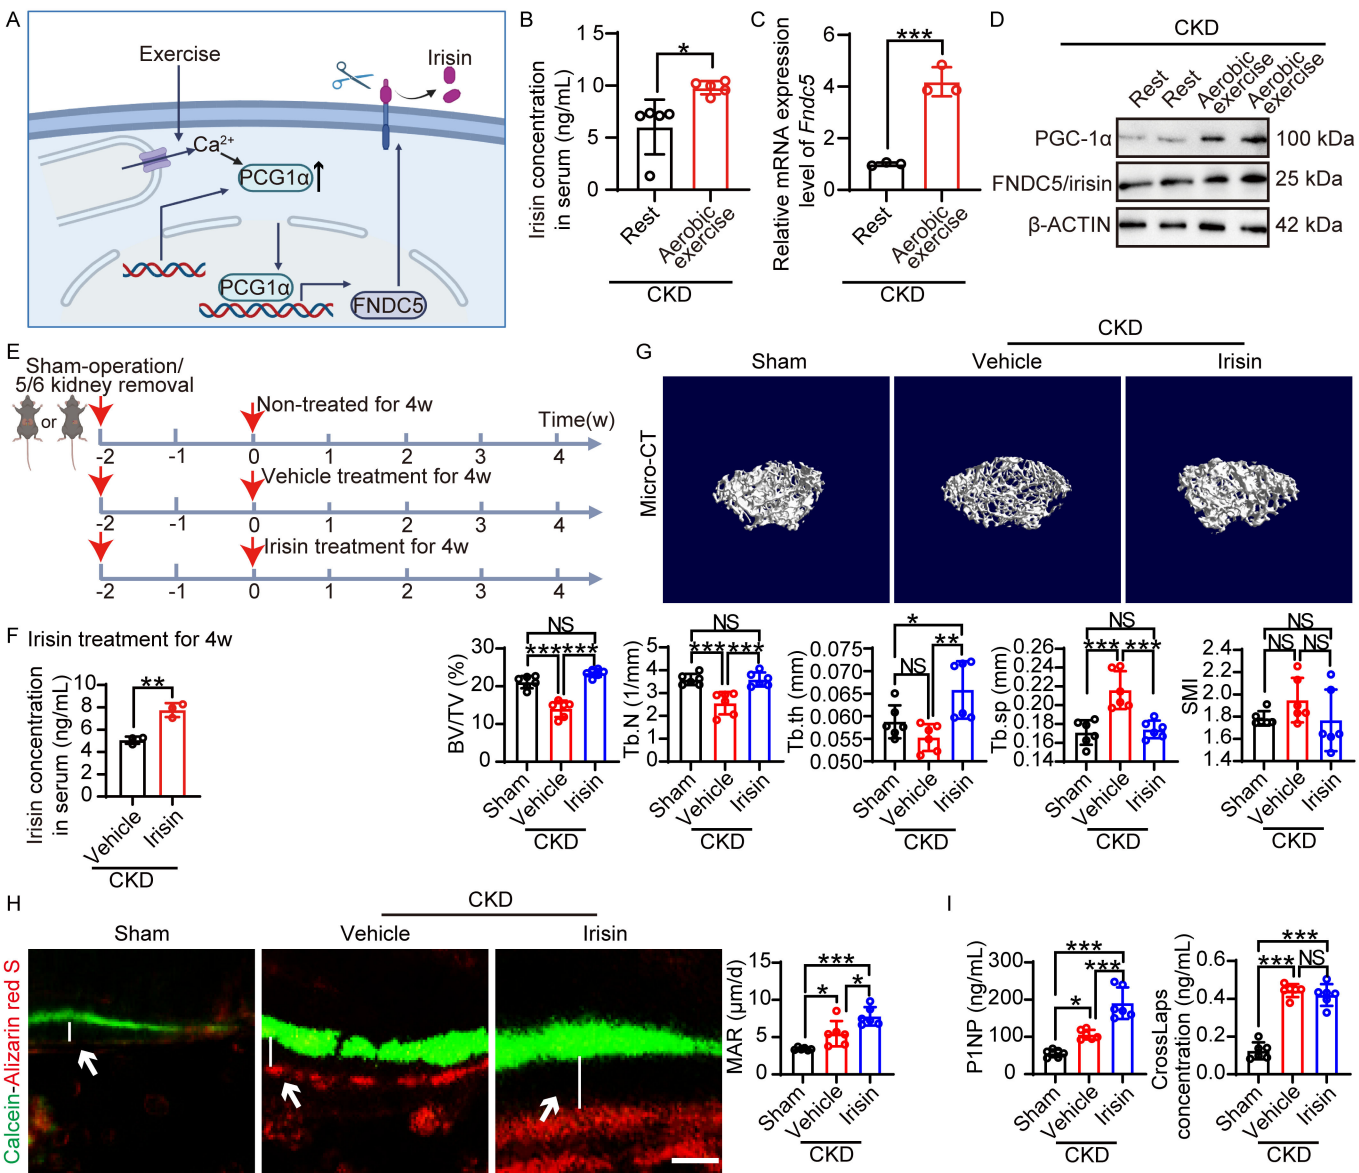 A
Exercise
Irisin
Ca2+
PCG1α
PCG1α
FNDC5
B
Irisin concentration
in serum (ng/mL)
15
10
5
0
*
Rest
Aerobic
exercise
CKD
C
Relative mRNA expression
level of Fndc5
6
4
2
0
***
Rest
Aerobic
exercise
CKD
D
CKD
Rest
Rest
Aerobic
exercise
Aerobic
exercise
PGC-1α
100 kDa
FNDC5/irisin
25 kDa
β-ACTIN
42 kDa
E
Sham-operation/
5/6 kidney removal
or
Non-treated for 4w
Time(w)
-2 -1 0 1 2 3 4
Vehicle treatment for 4w
-2 -1 0 1 2 3 4
Irisin treatment for 4w
-2 -1 0 1 2 3 4
F
Irisin treatment for 4w
Irisin concentration
in serum (ng/mL)
10
8
6
4
2
0
**
Vehicle
Irisin
CKD
G
CKD
Sham
Vehicle
Irisin
Micro-CT
BV/TV (%)
30
20
10
0
NS
*** ***
Sham
Vehicle
Irisin
CKD
Tb.N (1/mm)
5
4
3
2
1
0
NS
*** ***
Sham
Vehicle
Irisin
CKD
Tb.th (mm)
0.075
0.070
0.065
0.060
0.055
0.050
*
NS **
Sham
Vehicle
Irisin
CKD
Tb.sp (mm)
0.26
0.24
0.22
0.20
0.18
0.16
0.14
NS
*** ***
Sham
Vehicle
Irisin
CKD
SMI
2.4
2.2
2.0
1.8
1.6
1.4
NS
NS NS
Sham
Vehicle
Irisin
CKD
H
CKD
Sham
Vehicle
Irisin
Calcein-Alizarin red S
MAR (μm/d)
15
10
5
0
***
* *
Sham
Vehicle
Irisin
CKD
I
P1NP (ng/mL)
300
200
100
0
***
***
*
Sham
Vehicle
Irisin
CKD
CrossLaps
concentration (ng/mL)
0.6
0.4
0.2
0.0
***
*** NS
Sham
Vehicle
Irisin
CKD